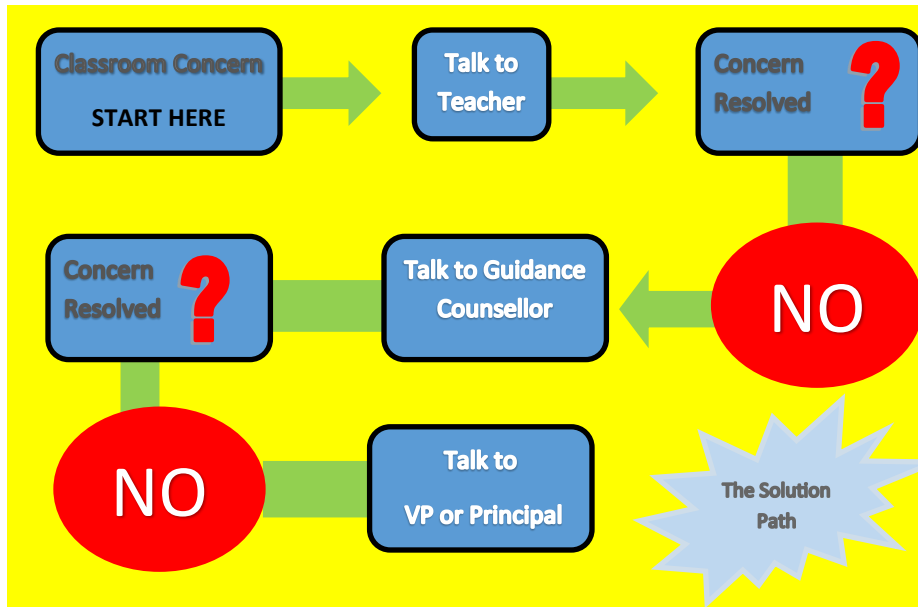 Classroom Concern
START HERE
Talk to
Teacher
Concern
Resolved
?
NO
Talk to Guidance
Counsellor
Concern
Resolved
?
NO
Talk to
VP or Principal
The Solution
Path